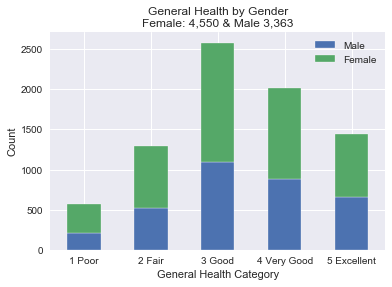 General Health by Gender
Female: 4,550 & Male 3,363
Male
Female
2500
2000
1500
1000
500
0
Count
1 Poor 2 Fair 3 Good 4 Very Good 5 Excellent
General Health Category